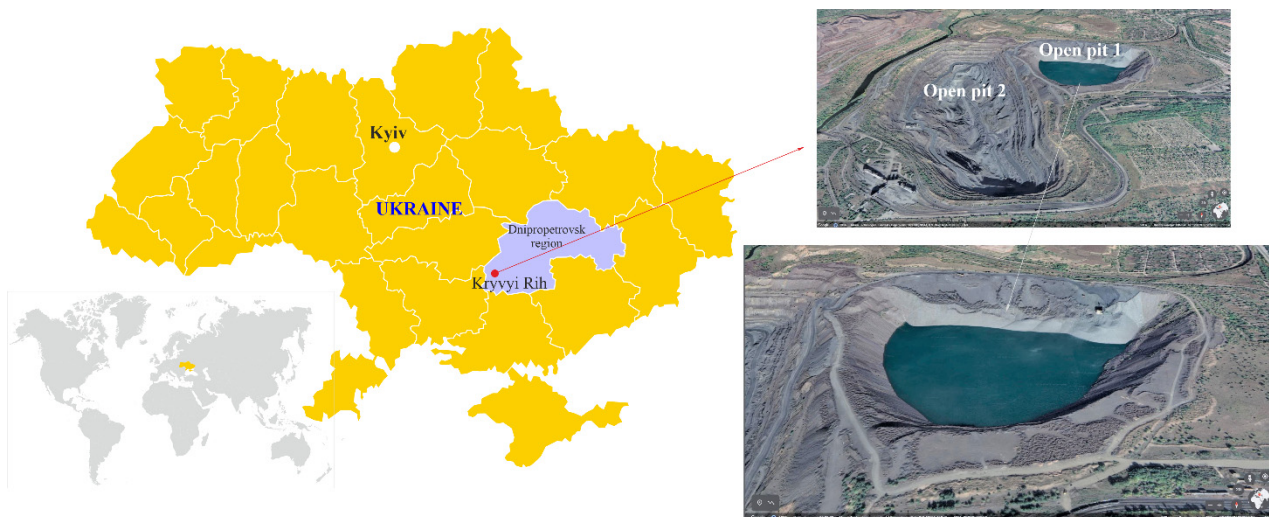 Kyiv
UKRAINE
Dnipropetrovsk
region
Kryvyi Rih
Open pit 1
Open pit 2